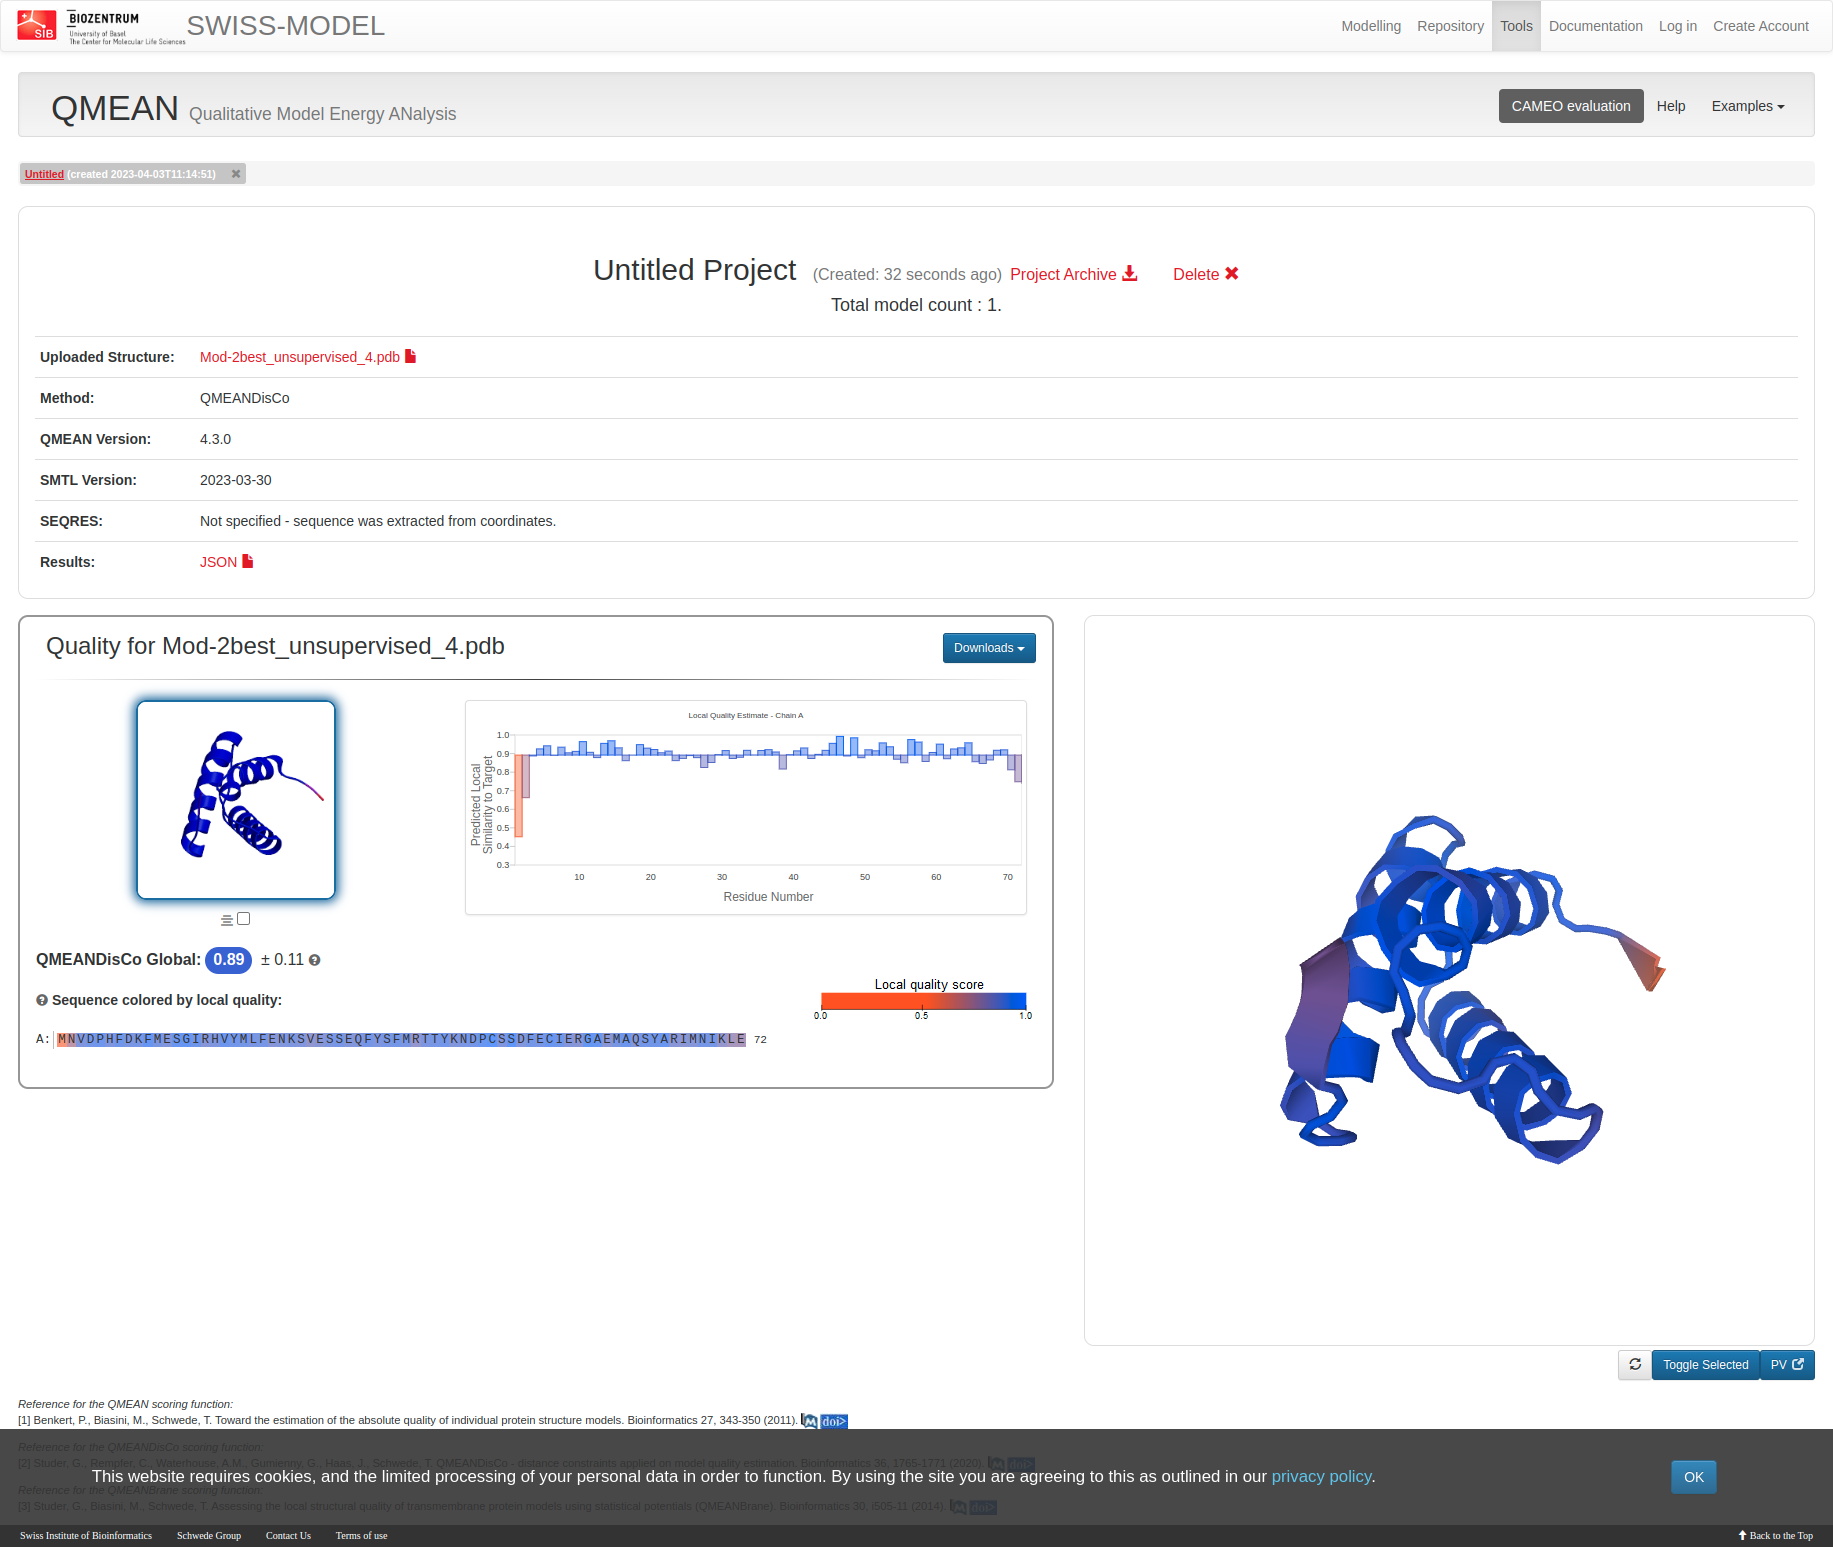 SIB
BIOZENTRUM
University of Basel
The Center for Molecular Life Sciences
SWISS-MODEL
Modelling Repository Tools Documentation Log in Create Account
QMEAN Qualitative Model Energy ANalysis
CAMEO evaluation Help Examples
Untitled (created 2023-04-03T11:14:51)
Untitled Project (Created: 32 seconds ago) Project Archive Delete
Total model count : 1.
Uploaded Structure: Mod-2best_unsupervised_4.pdb
Method: QMEANDisCo
QMEAN Version: 4.3.0
SMTL Version: 2023-03-30
SEQRES: Not specified - sequence was extracted from coordinates.
Results: JSON
Quality for Mod-2best_unsupervised_4.pdb
Downloads
Local Quality Estimate - Chain A
Predicted Local
Similarity to Target
1.0
0.9
0.8
0.7
0.6
0.5
0.4
0.3
10 20 30 40 50 60 70
Residue Number
QMEANDisCo Global: 0.89 ± 0.11
Sequence colored by local quality:
Local quality score
0.0 0.5 1.0
A: MNVDPHFDKFMESGIRHVYMLFENKSVESSEQFYSFMRTTYKNDPCSSDFECIERGAEMAQSYARIMNIKLE 72
Toggle Selected PV
Reference for the QMEAN scoring function:
[1] Benkert, P., Biasini, M., Schwede, T. Toward the estimation of the absolute quality of individual protein structure models. Bioinformatics 27, 343-350 (2011). M doi>
Reference for the QMEANDisCo scoring function:
[2] Studer, G., Rempfer, C., Waterhouse, A.M., Gumienny, G., Haas, J., Schwede, T. QMEANDisCo - distance constraints applied on model quality estimation. Bioinformatics 36, 1765-1771 (2020). M doi>
This website requires cookies, and the limited processing of your personal data in order to function. By using the site you are agreeing to this as outlined in our privacy policy.
OK
Reference for the QMEANBrane scoring function:
[3] Studer, G., Biasini, M., Schwede, T. Assessing the local structural quality of transmembrane protein models using statistical potentials (QMEANBrane). Bioinformatics 30, i505-11 (2014). M doi>
Swiss Institute of Bioinformatics Schwede Group Contact Us Terms of use Back to the Top